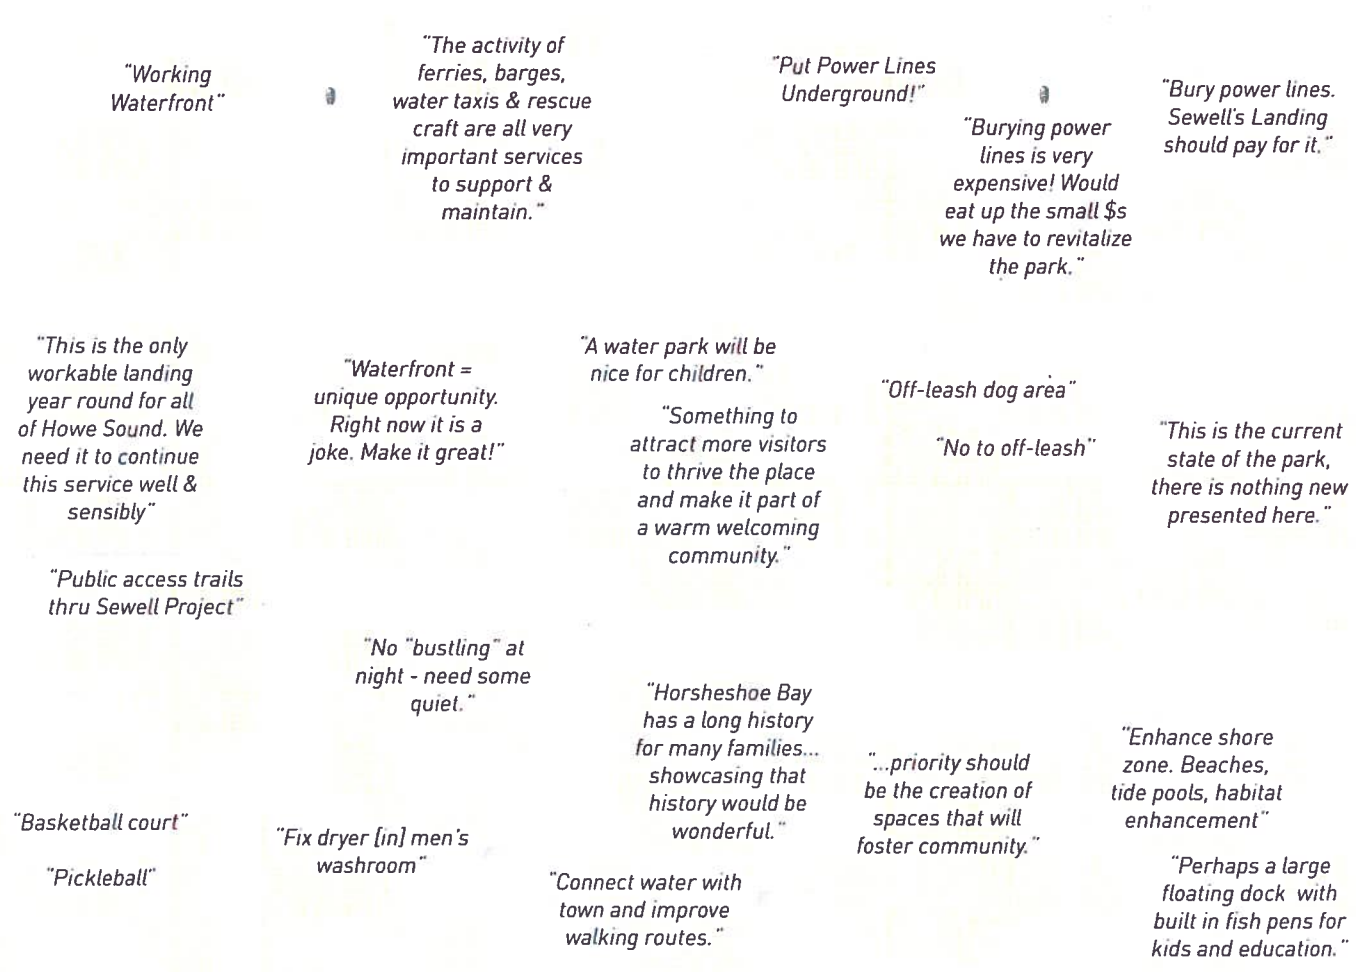 "Working
Waterfront"
"The activity of
ferries, barges,
water taxis & rescue
craft are all very
important services
to support &
maintain."
"Put Power Lines
Underground!"
"Burying power
lines is very
expensive! Would
eat up the small $s
we have to revitalize
the park."
"Bury power lines.
Sewell's Landing
should pay for it."
"This is the only
workable landing
year round for all
of Howe Sound. We
need it to continue
this service well &
sensibly"
"Waterfront =
unique opportunity.
Right now it is a
joke. Make it great!"
"A water park will be
nice for children."
"Something to
attract more visitors
to thrive the place
and make it part of
a warm welcoming
community."
"Off-leash dog area"
"No to off-leash"
"This is the current
state of the park,
there is nothing new
presented here."
"Public access trails
thru Sewell Project"
"No "bustling" at
night - need some
quiet."
"Horsheshoe Bay
has a long history
for many families...
showcasing that
history would be
wonderful."
"...priority should
be the creation of
spaces that will
foster community."
"Enhance shore
zone. Beaches,
tide pools, habitat
enhancement"
"Basketball court"
"Pickleball"
"Fix dryer [in] men's
washroom"
"Connect water with
town and improve
walking routes."
"Perhaps a large
floating dock with
built in fish pens for
kids and education."